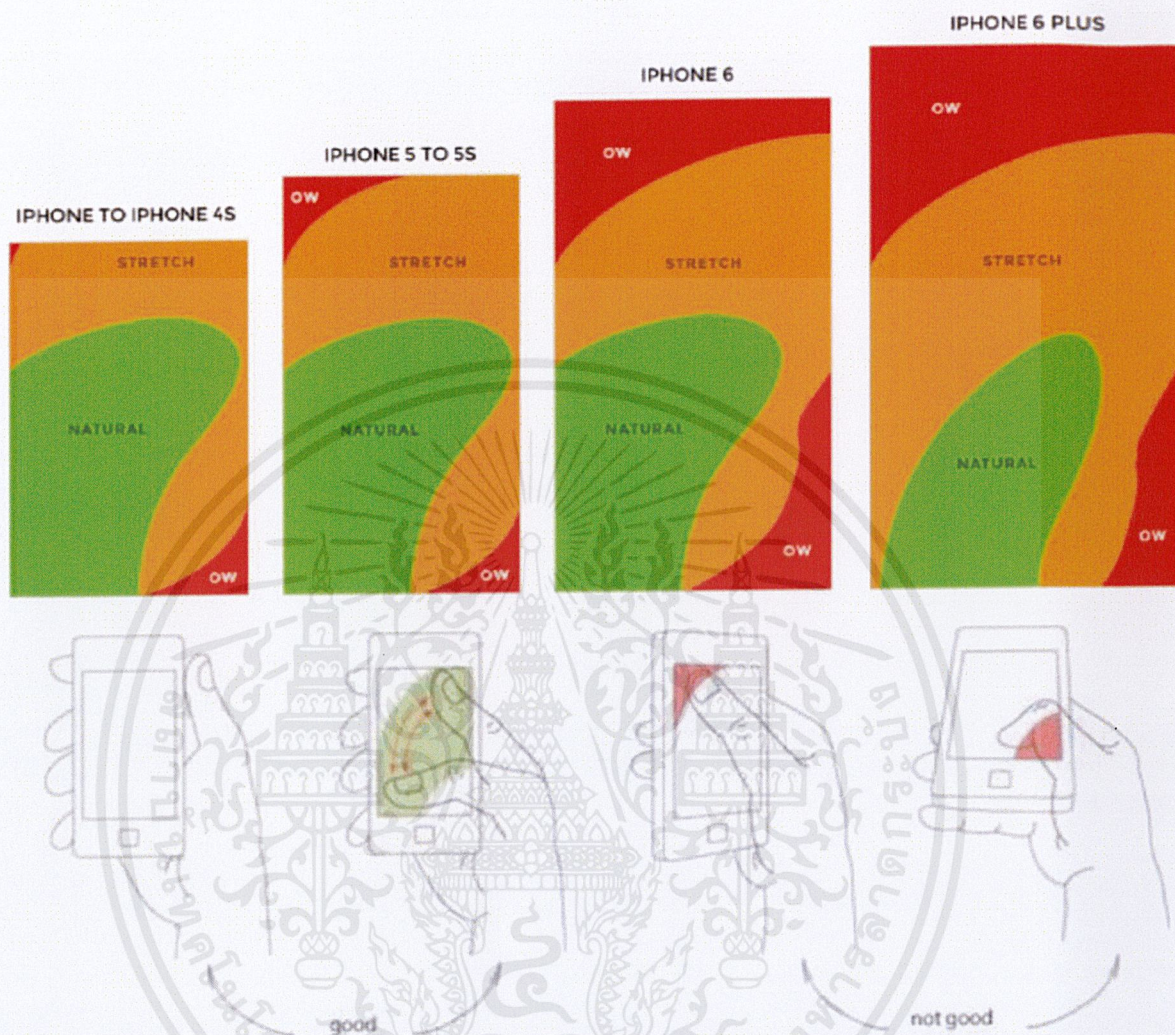 IPHONE 6 PLUS
IPHONE 6
IPHONE 5 TO 5S
IPHONE TO IPHONE 4S
OW
STRETCH
NATURAL
OW
OW
STRETCH
NATURAL
OW
OW
STRETCH
NATURAL
OW
STRETCH
NATURAL
OW
good
not good